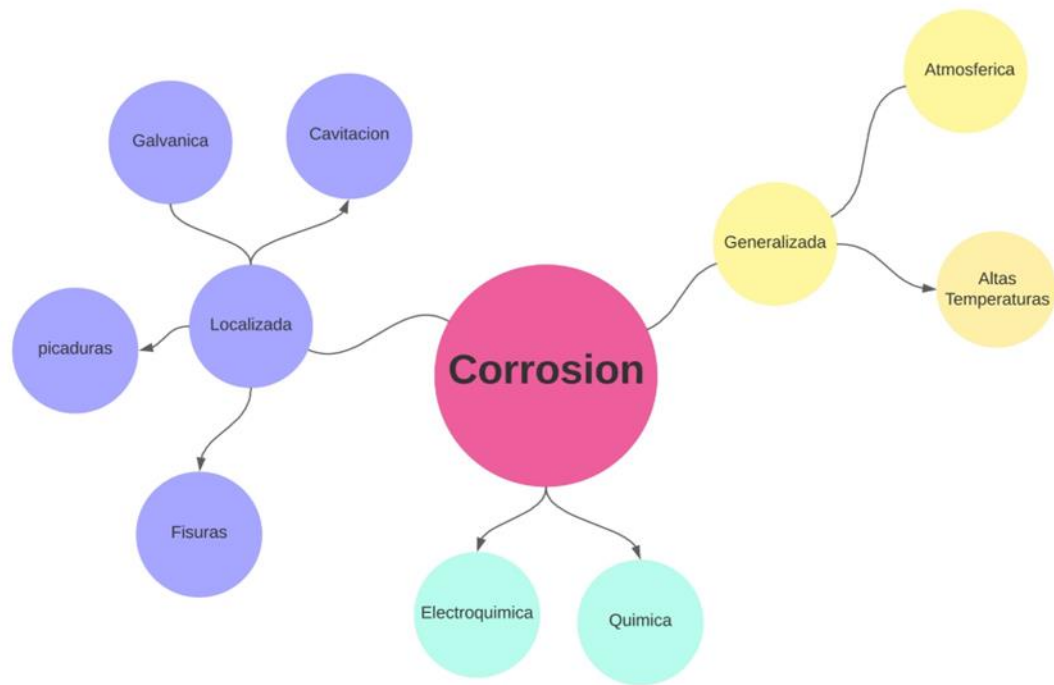 Atmosferica
Galvanica
Cavitacion
Generalizada
Altas
Temperaturas
Localizada
picaduras
Corrosion
Fisuras
Electroquimica
Quimica